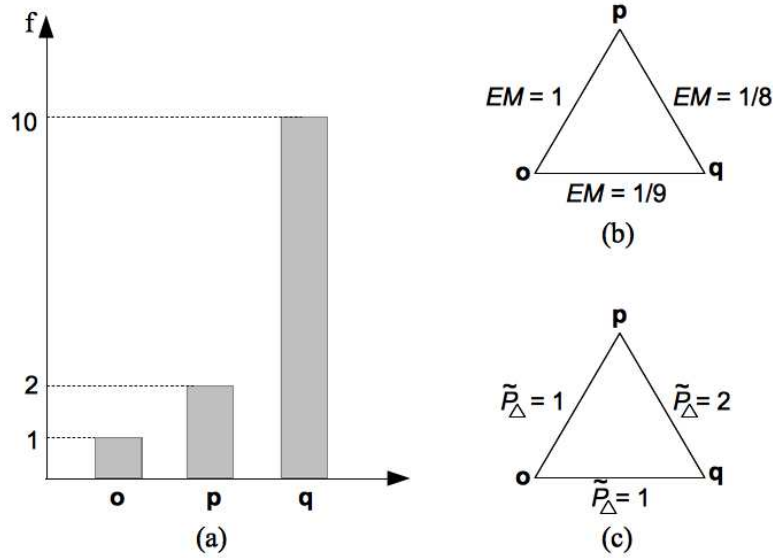 f
10
2
1
o p q
(a)
p
EM = 1
EM = 1/8
o
q
EM = 1/9
(b)
p
P̃△ = 1
P̃△ = 2
o
q
P̃△ = 1
(c)